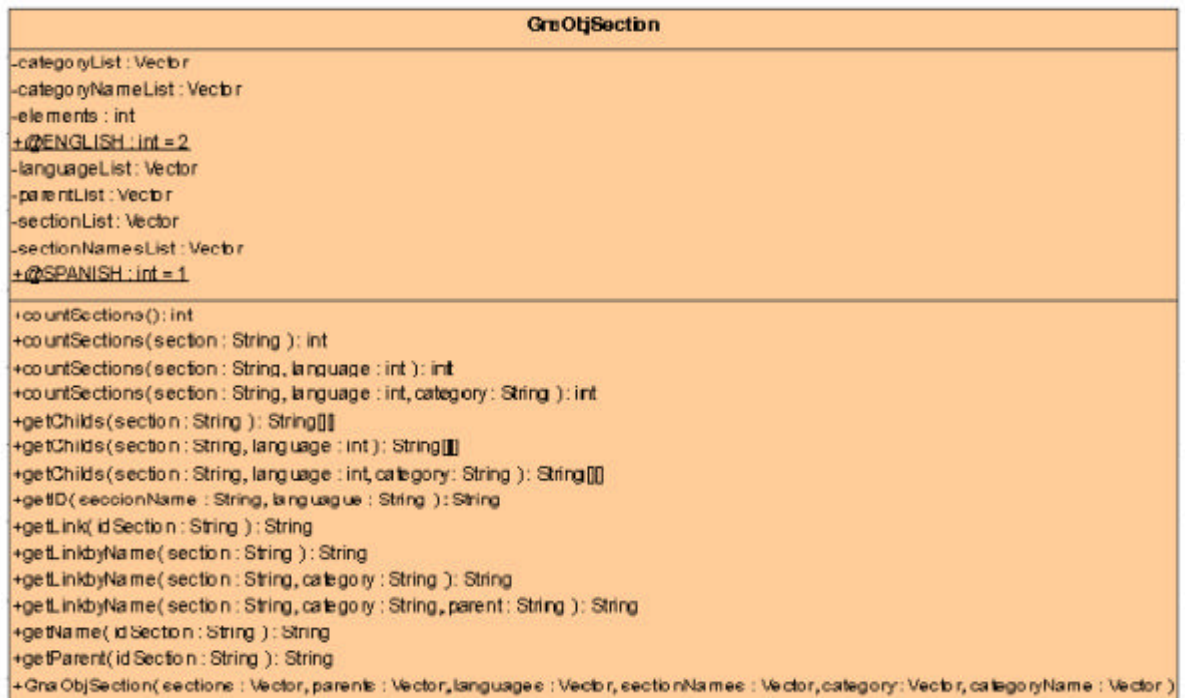 GnsObjSection
-categoryList : Vector
-categoryNameList : Vector
-elements : int
+@ENGLISH : int = 2
-languageList : Vector
-parentList : Vector
-sectionList : Vector
-sectionNamesList : Vector
+@SPANISH : int = 1
+countSections() : int
+countSections( section : String ) : int
+countSections( section : String, language : int ) : int
+countSections( section : String, language : int, category : String ) : int
+getChilds( section : String ) : String[][]
+getChilds( section : String, language : int ) : String[][]
+getChilds( section : String, language : int, category : String ) : String[][]
+getID( seccionName : String, languague : String ) : String
+getLink( idSection : String ) : String
+getLinkbyName( section : String ) : String
+getLinkbyName( section : String, category : String ) : String
+getLinkbyName( section : String, category : String, parent : String ) : String
+getName( idSection : String ) : String
+getParent( idSection : String ) : String
+GnsObjSection( sections : Vector, parents : Vector, languages : Vector, sectionNames : Vector, category : Vector, categoryName : Vector )